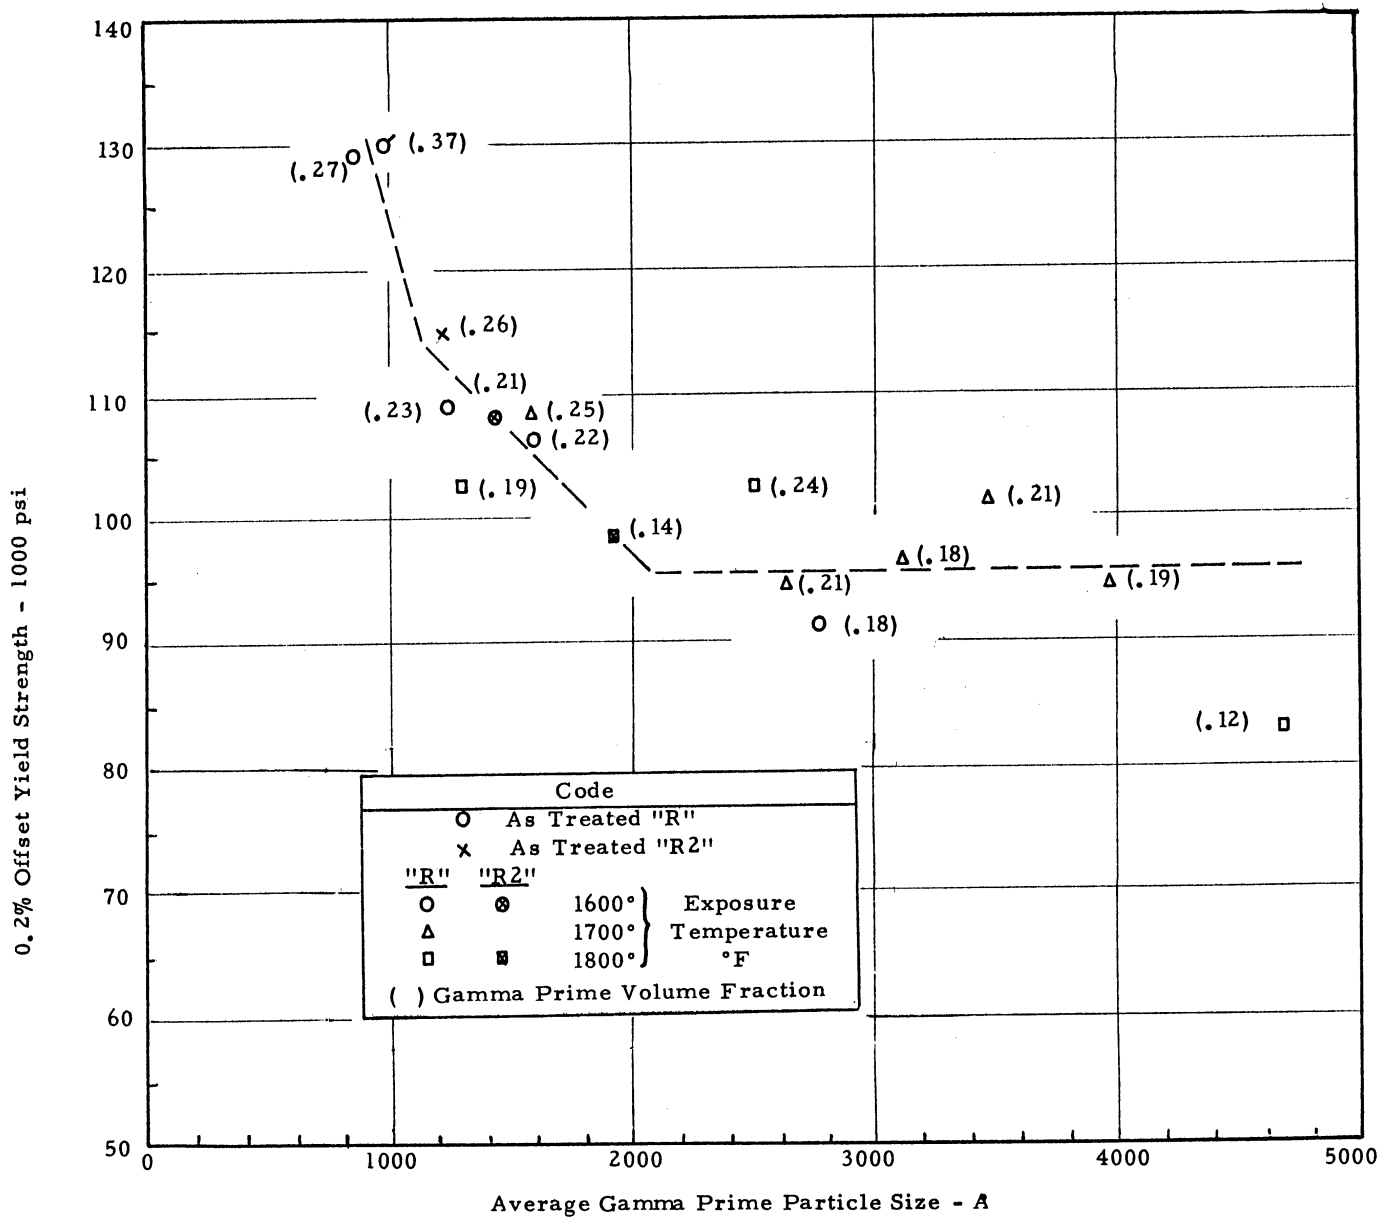 140
130
120
110
100
90
80
70
60
50
0.2% Offset Yield Strength - 1000 psi
(.37)
(.27)
(.26)
(.21)
(.23)
(.25)
(.22)
(.19)
(.24)
(.21)
(.14)
(.18)
(.21)
(.19)
(.18)
(.12)
Code
O As Treated "R"
x As Treated "R2"
"R" "R2"
1600° Exposure
1700° Temperature
1800° °F
( ) Gamma Prime Volume Fraction
0 1000 2000 3000 4000 5000
Average Gamma Prime Particle Size - A